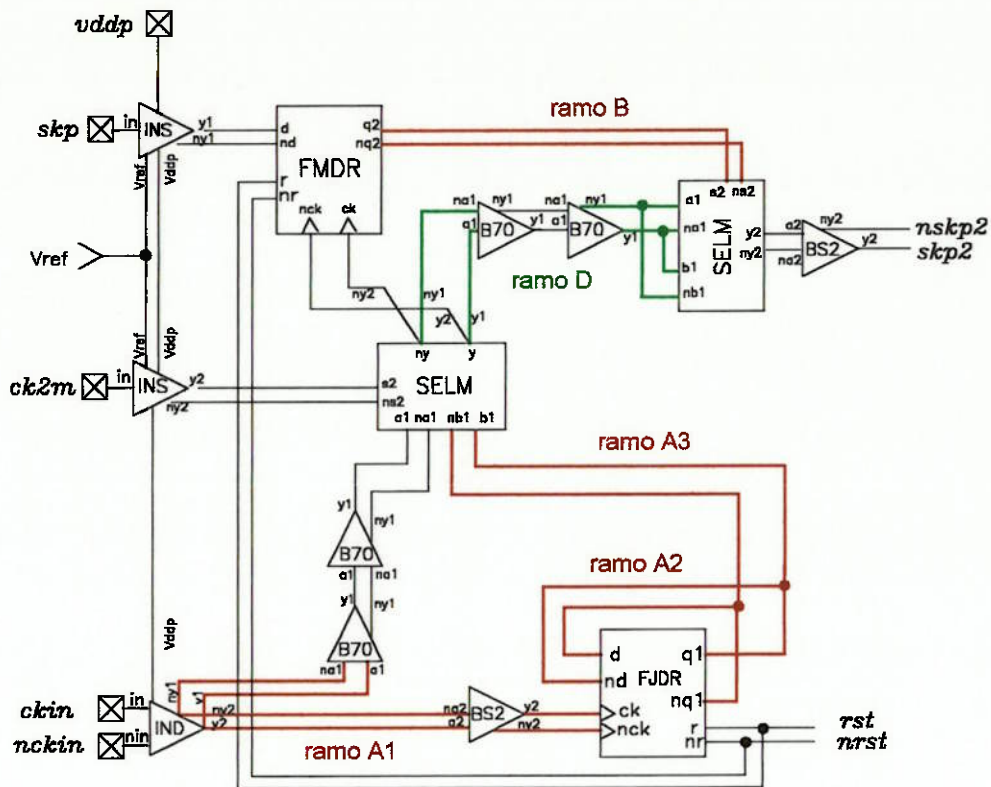 vddp
skp
in
INS
y1
ny1
Vref
Vddp
d
nd
FMDR
r
nr
nck
ck
q2
nq2
ramo B
s2
ns2
a1
na1
SELM
b1
nb1
y2
ny2
a2
na2
BS2
ny2
y2
nskp2
skp2
na1
a1
B70
ny1
y1
na1
a1
B70
ny1
y1
ramo D
Vref
ny2
ny1
y2
y1
ny
y
Vref
Vddp
ck2m
in
INS
y2
ny2
s2
ns2
SELM
a1
na1
nb1
b1
ramo A3
y1
ny1
B70
a1
na1
ramo A2
y1
ny1
B70
na1
a1
Vddp
d
nd
FJDR
q1
nq1
ck
nck
r
nr
rst
nrst
ckin
in
nckin
nin
IND
ny1
y1
ny2
y2
ramo A1
na2
a2
BS2
y2
ny2